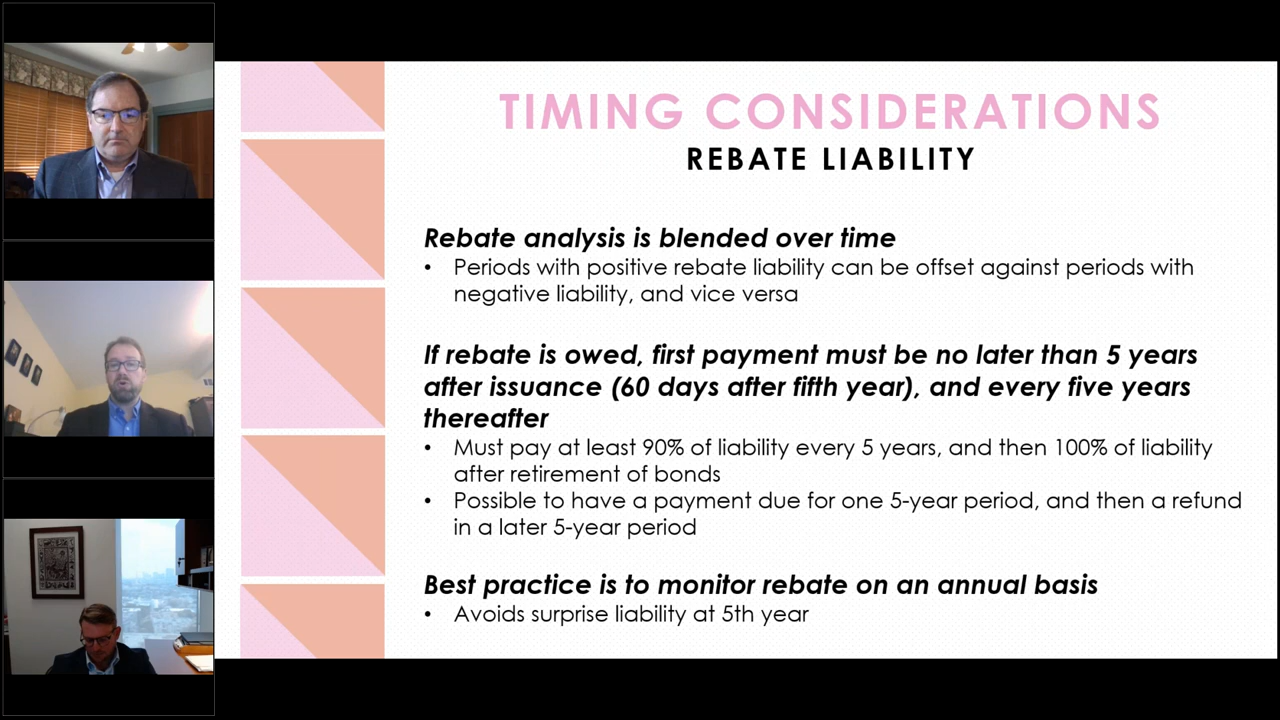 TIMING CONSIDERATIONS
REBATE LIABILITY
Rebate analysis is blended over time
• Periods with positive rebate liability can be offset against periods with
negative liability, and vice versa
If rebate is owed, first payment must be no later than 5 years
after issuance (60 days after fifth year), and every five years
thereafter
• Must pay at least 90% of liability every 5 years, and then 100% of liability
after retirement of bonds
• Possible to have a payment due for one 5-year period, and then a refund
in a later 5-year period
Best practice is to monitor rebate on an annual basis
• Avoids surprise liability at 5th year